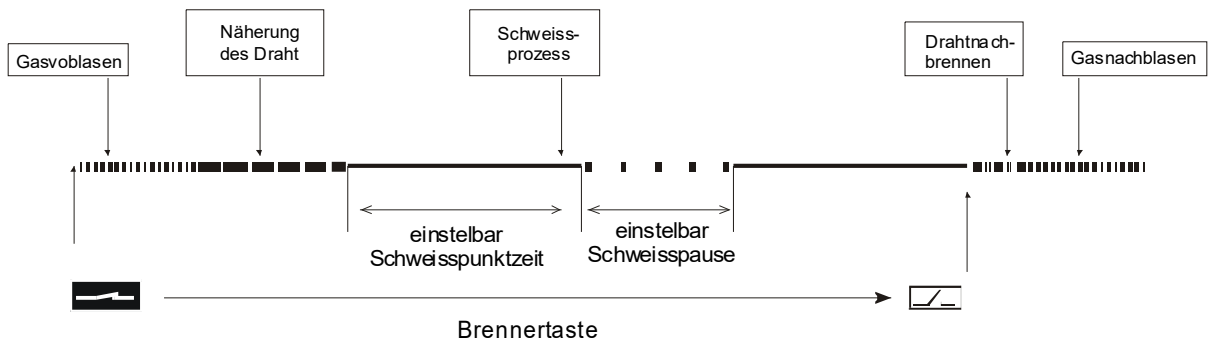 Gasvoblasen
Näherung
des Draht
Schweiss-
prozess
Drahtnach-
brennen
Gasnachblasen
einstelbar
Schweisspunktzeit
einstelbar
Schweisspause
Brennertaste